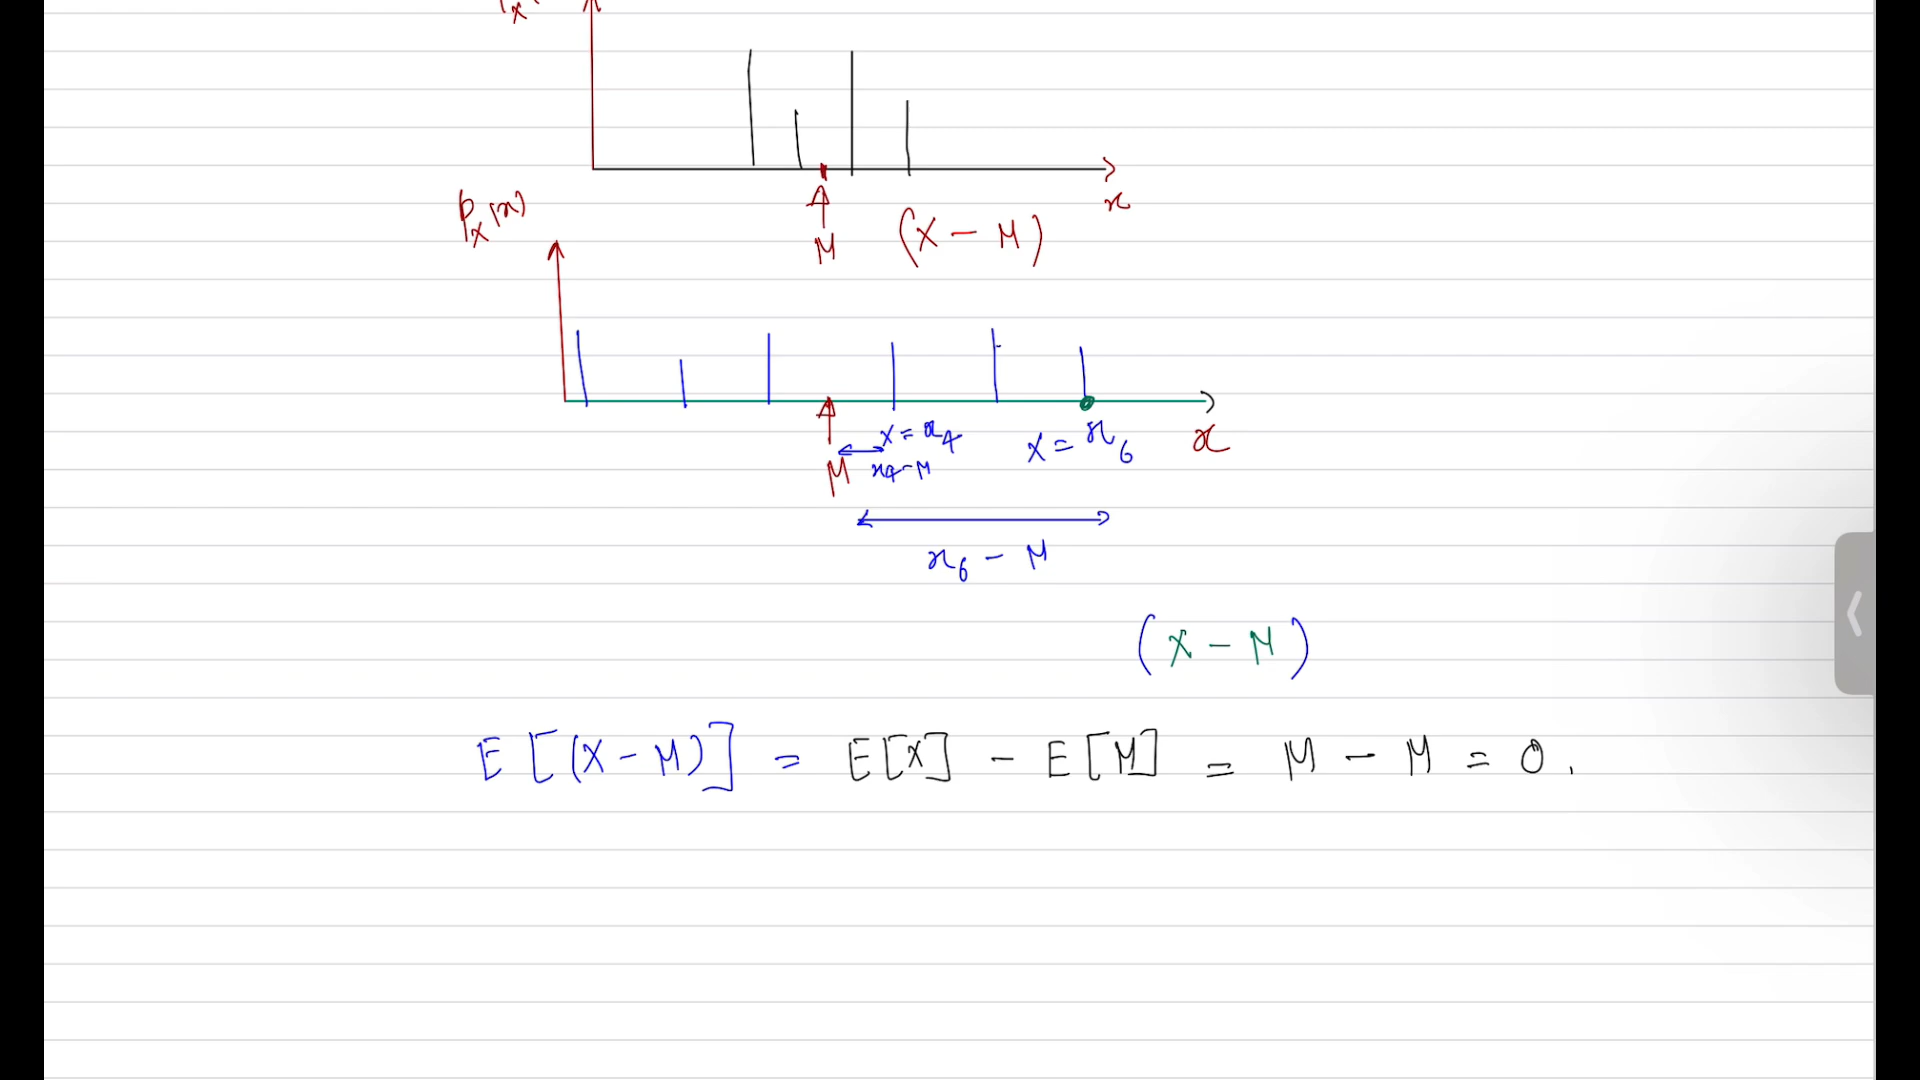 x
p_X(x)
M
(X - M)
X = x_4
X = x_6
x
M
x_4 - M
x_6 - M
(X - M)
E[(X - M)] = E[X] - E[M] = M - M = 0.